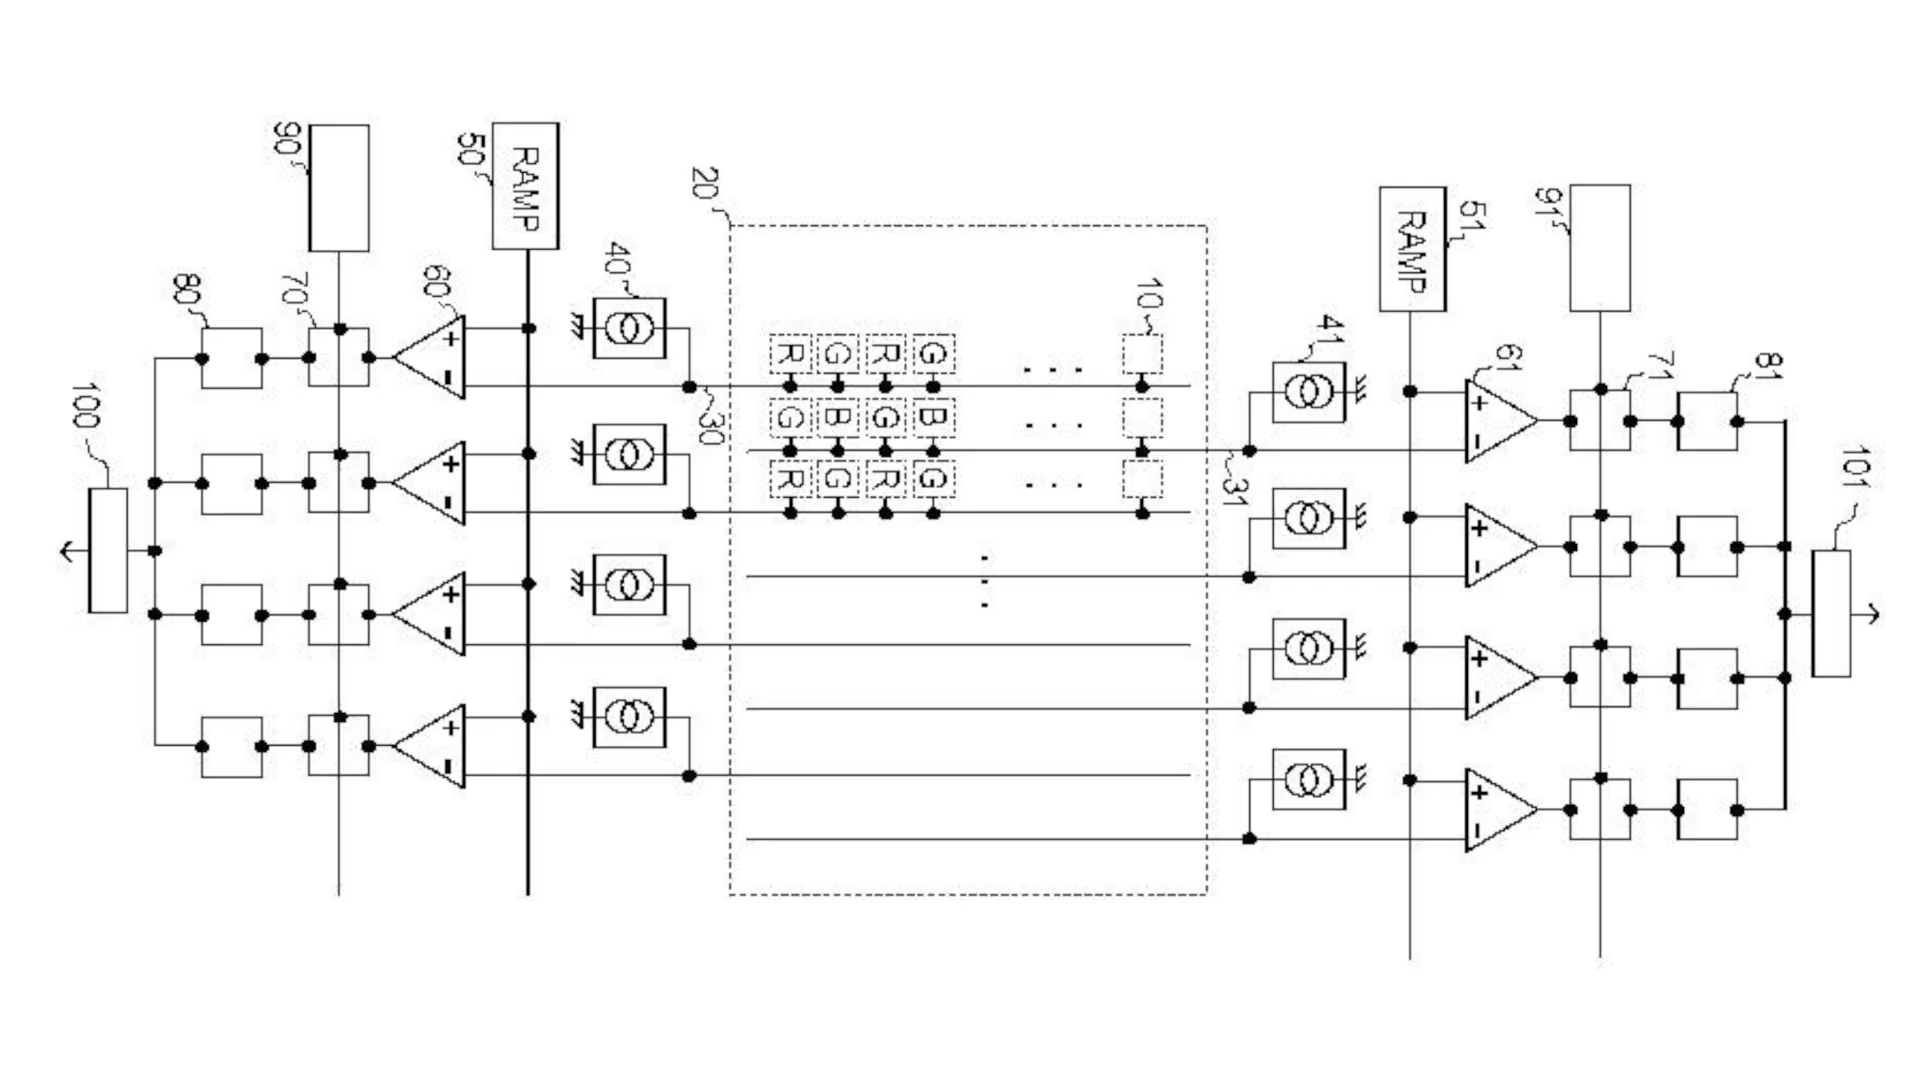 101
81
71
91
61
+ - + - + - + -
51
RAMP
41
31
10
. . . . . . . . .
G B G
R G R
G B G
R G R
30
20
40
RAMP
50
+ - + - + - + -
60
70
90
80
100